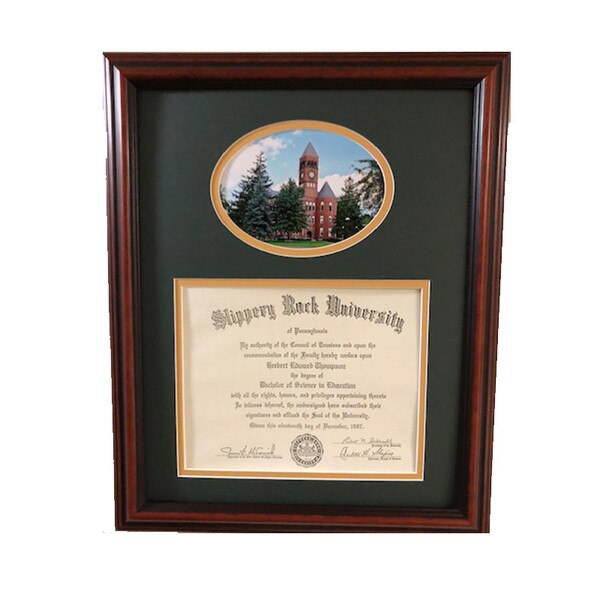 Slippery Rock University
of Pennsylvania
By authority of the Council of Trustees and upon the
recommendation of the Faculty hereby confers upon
Herbert Edward Thompson
the degree of
Bachelor of Science in Education
with all the rights, honors, and privileges appertaining thereto
In witness whereof, the undersigned have subscribed their
signatures and affixed the Seal of the University.
Given this nineteenth day of December, 1987.